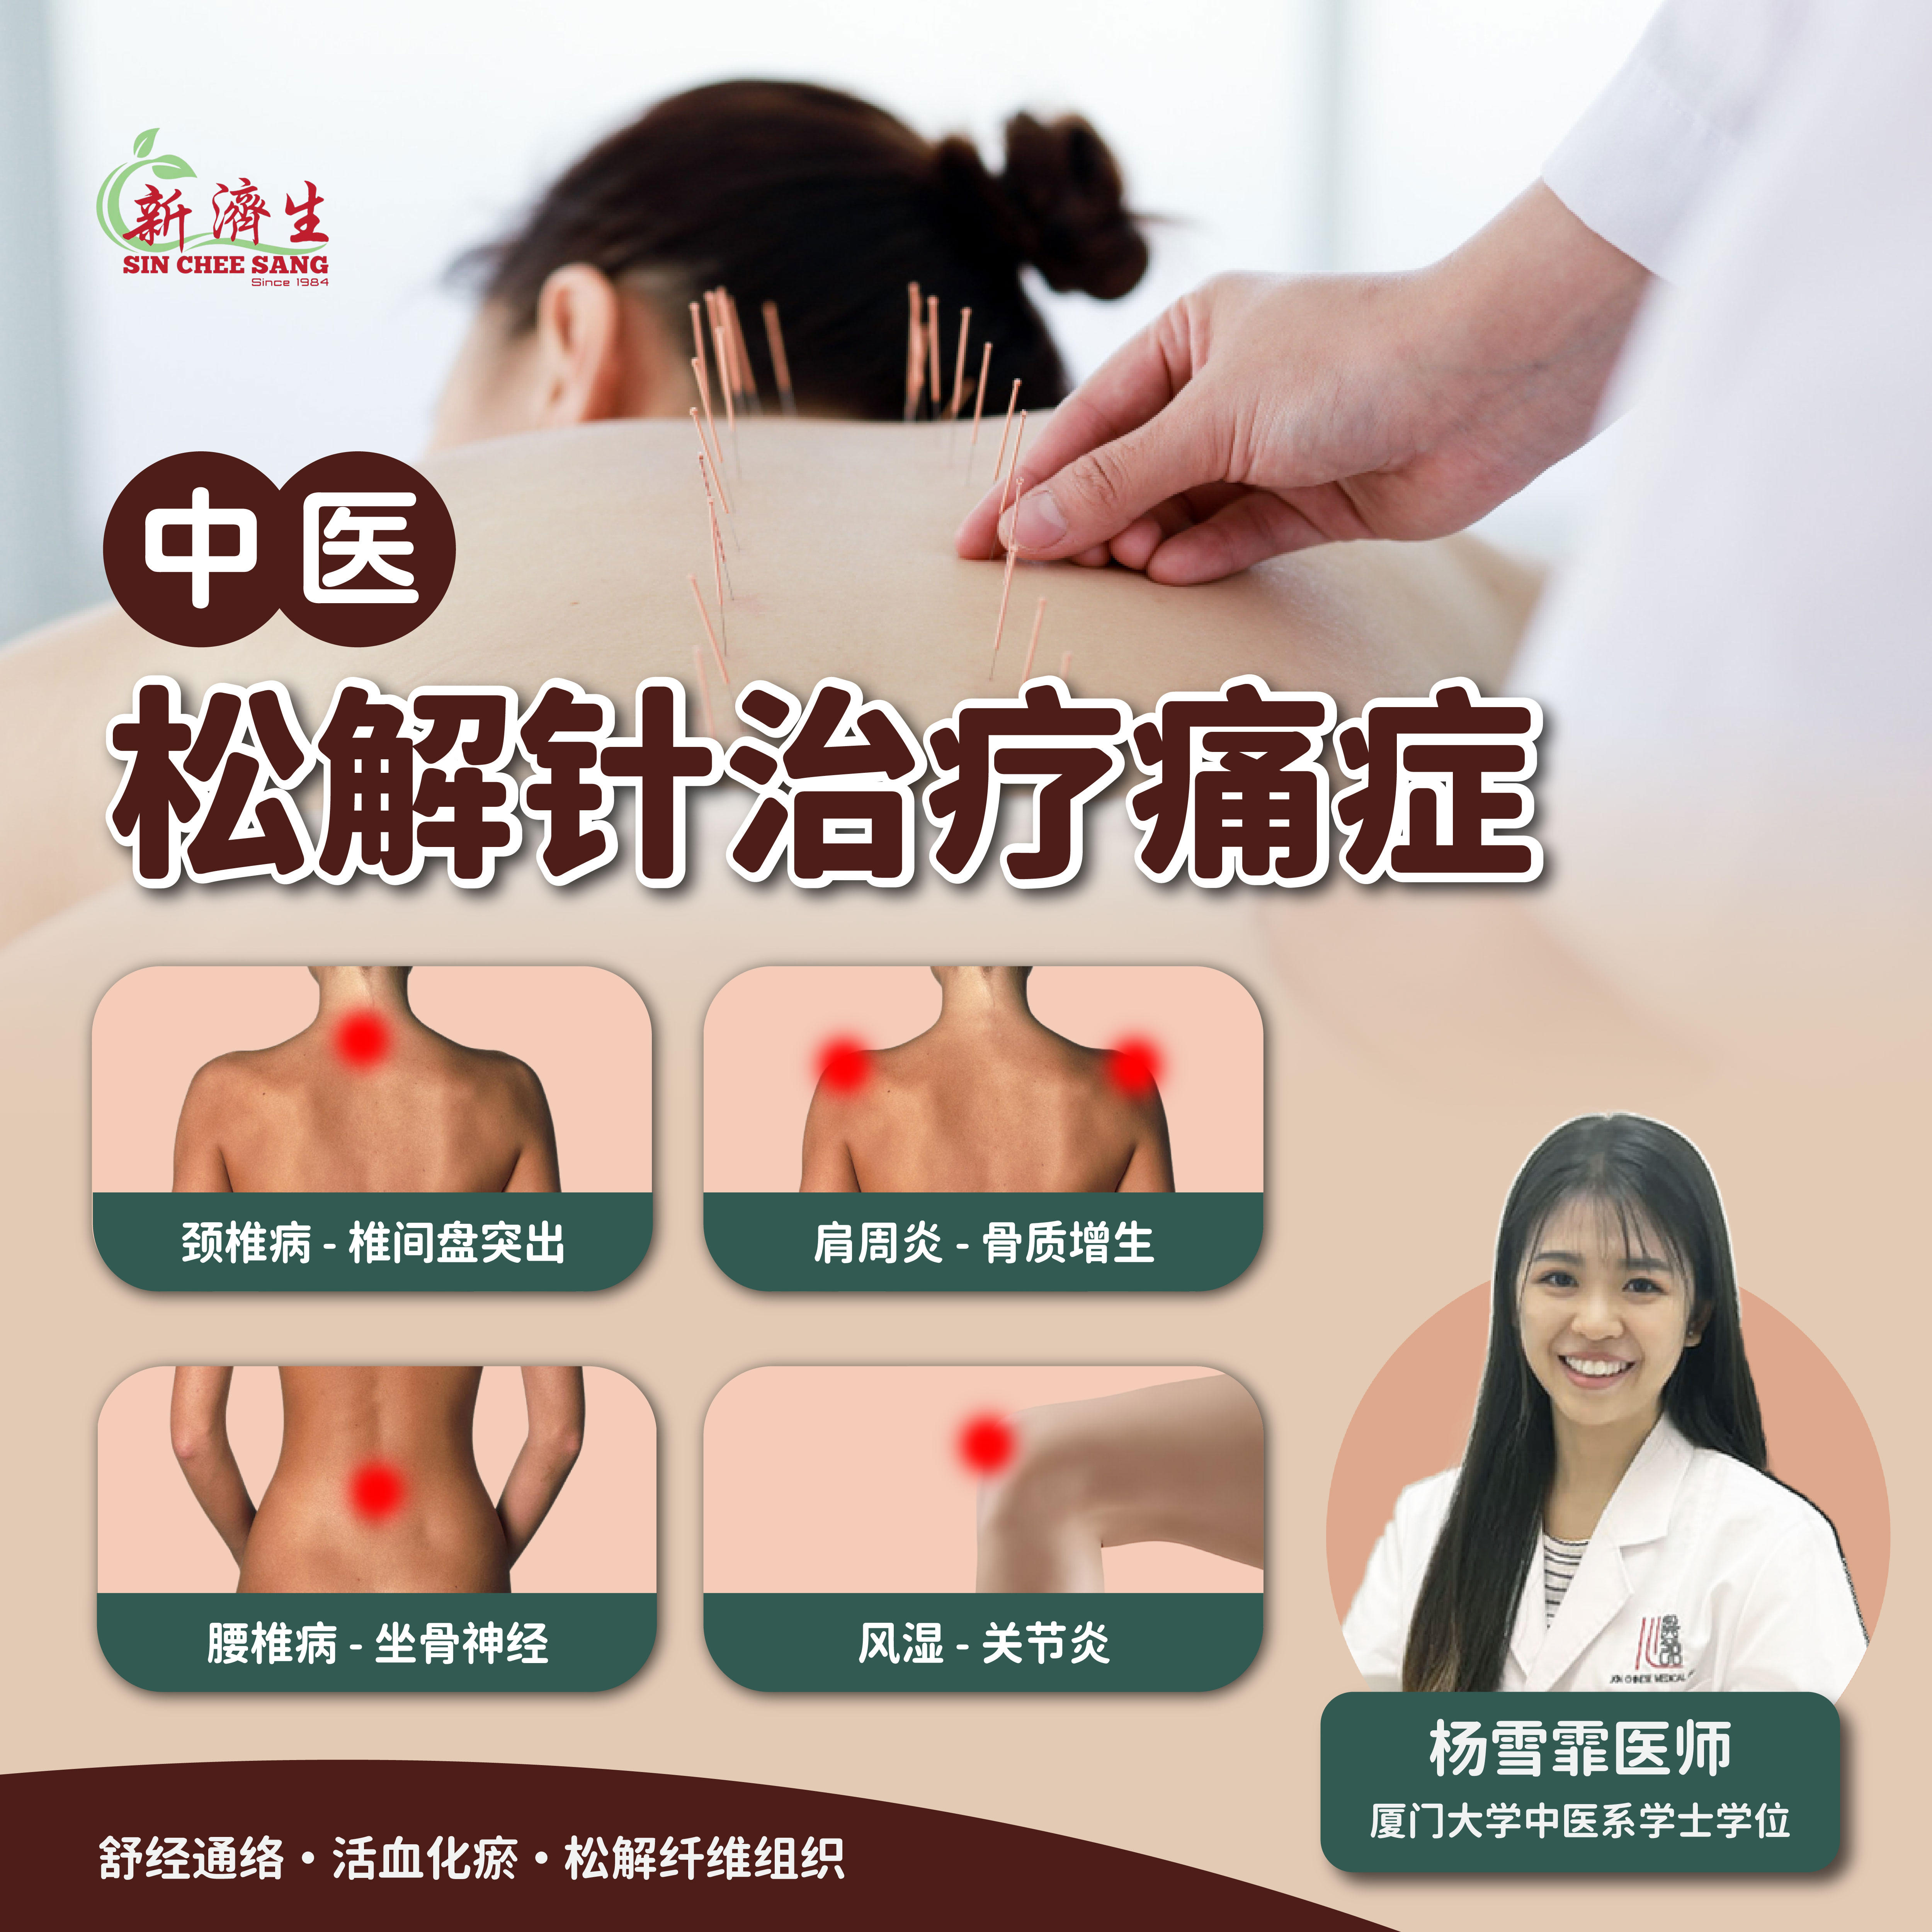 新濟生
SIN CHEE SANG
Since 1984
中医
松解针治疗痛症
颈椎病 - 椎间盘突出
肩周炎 - 骨质增生
腰椎病 - 坐骨神经
风湿 - 关节炎
杨雪霏医师
厦门大学中医系学士学位
舒经通络 • 活血化瘀 • 松解纤维组织